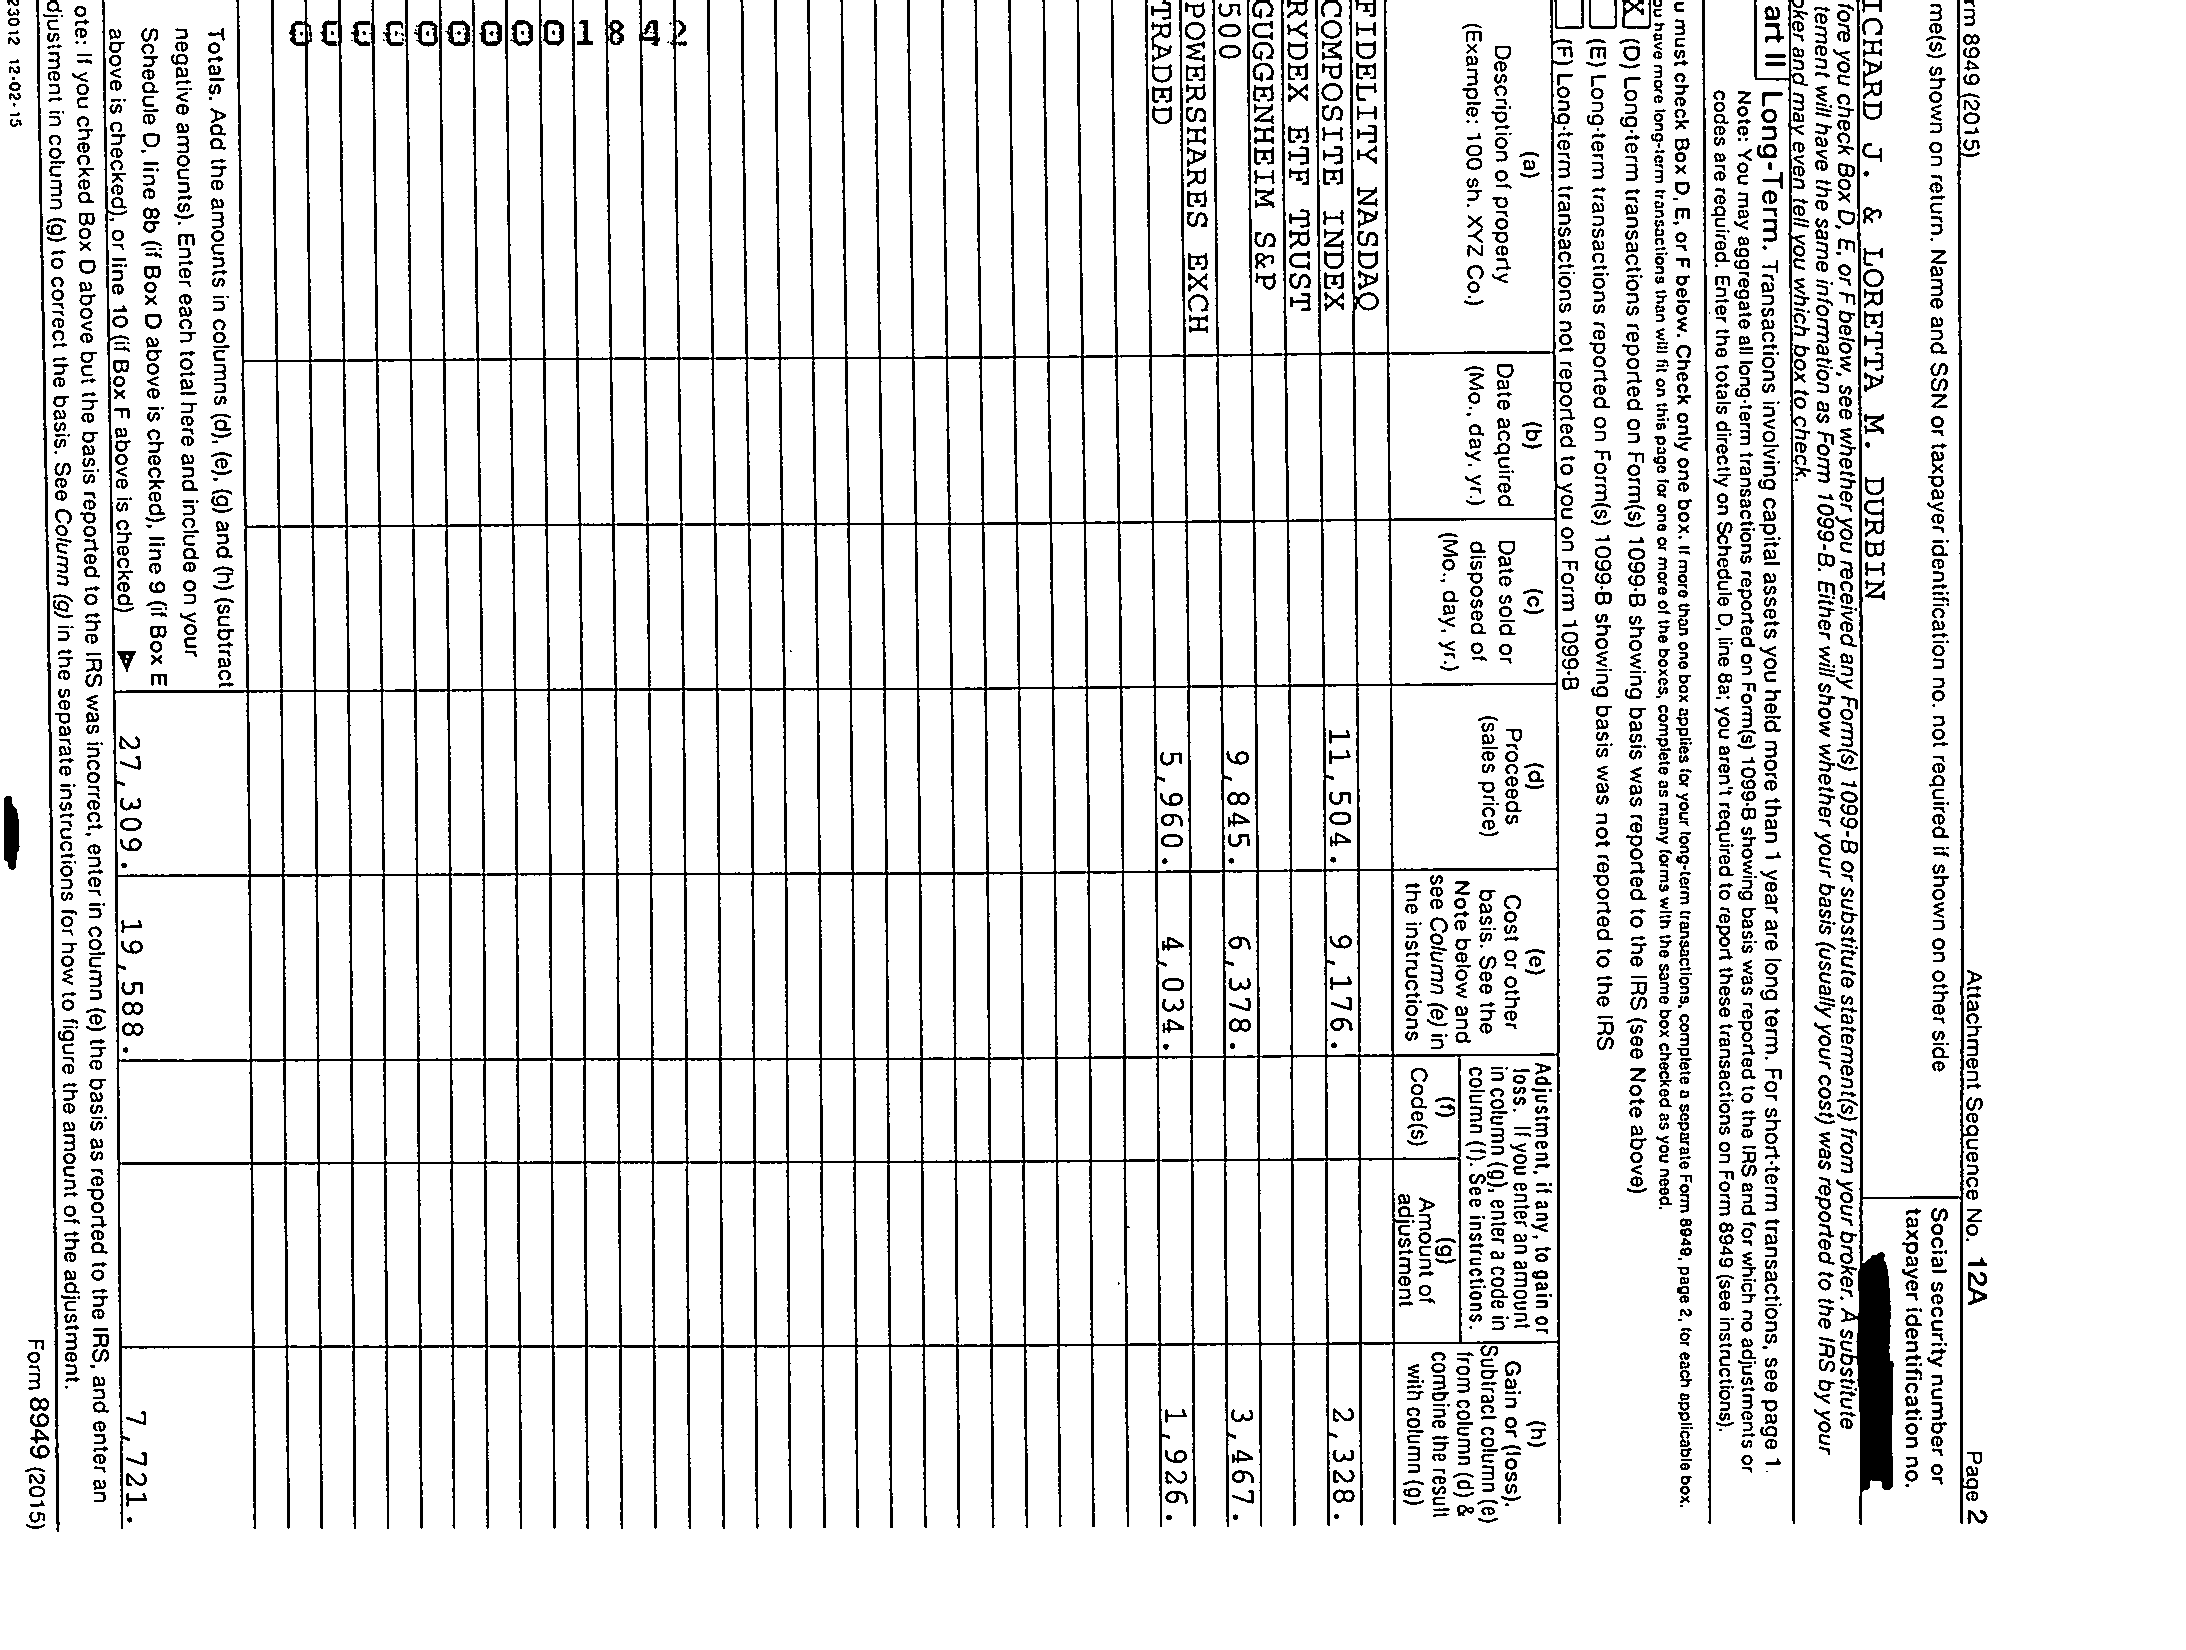 rm 8949 (2015) Attachment Sequence No. 12A Page 2
me(s) shown on return. Name and SSN or taxpayer identification no. not required if shown on other side
Social security number or
taxpayer identification no.
ICHARD J. & LORETTA M. DURBIN
fore you check Box D, E, or F below, see whether you received any Form(s) 1099-B or substitute statement(s) from your broker. A substitute
tement will have the same information as Form 1099-B. Either will show whether your basis (usually your cost) was reported to the IRS by your
oker and may even tell you which box to check.
art II Long-Term. Transactions involving capital assets you held more than 1 year are long term. For short-term transactions, see page 1.
Note: You may aggregate all long-term transactions reported on Form(s) 1099-B showing basis was reported to the IRS and for which no adjustments or
codes are required. Enter the totals directly on Schedule D, line 8a; you aren't required to report these transactions on Form 8949 (see instructions).
u must check Box D, E, or F below. Check only one box. If more than one box applies for your long-term transactions, complete a separate Form 8949, page 2, for each applicable box.
ou have more long-term transactions than will fit on this page for one or more of the boxes, complete as many forms with the same box checked as you need.
X (D) Long-term transactions reported on Form(s) 1099-B showing basis was reported to the IRS (see Note above)
(E) Long-term transactions reported on Form(s) 1099-B showing basis was not reported to the IRS
(F) Long-term transactions not reported to you on Form 1099-B
(a)
Description of property
(Example: 100 sh. XYZ Co.)
(b)
Date acquired
(Mo., day, yr.)
(c)
Date sold or
disposed of
(Mo., day, yr.)
(d)
Proceeds
(sales price)
(e)
Cost or other
basis. See the
Note below and
see Column (e) in
the instructions
Adjustment, if any, to gain or
loss. If you enter an amount
in column (g), enter a code in
column (f). See instructions.
(f)
Code(s)
(g)
Amount of
adjustment
(h)
Gain or (loss).
Subtract column (e)
from column (d) &
combine the result
with column (g)
FIDELITY NASDAQ
COMPOSITE INDEX 11,504. 9,176. 2,328.
RYDEX ETF TRUST
GUGGENHEIM S&P
500 9,845. 6,378. 3,467.
POWERSHARES EXCH
TRADED 5,960. 4,034. 1,926.
0000000001842
Totals. Add the amounts in columns (d), (e), (g) and (h) (subtract
negative amounts). Enter each total here and include on your
Schedule D, line 8b (if Box D above is checked), line 9 (if Box E
above is checked), or line 10 (if Box F above is checked) 27,309. 19,588. 7,721.
ote: If you checked Box D above but the basis reported to the IRS was incorrect, enter in column (e) the basis as reported to the IRS, and enter an
djustment in column (g) to correct the basis. See Column (g) in the separate instructions for how to figure the amount of the adjustment.
23012 12-02-15 Form 8949 (2015)